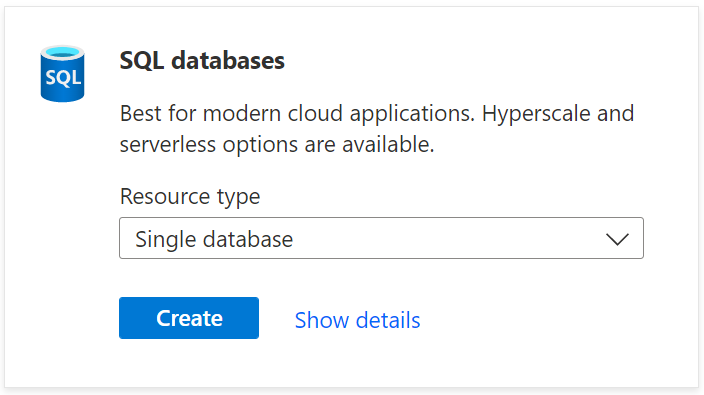 SQL
SQL databases
Best for modern cloud applications. Hyperscale and
serverless options are available.
Resource type
Single database
Create
Show details